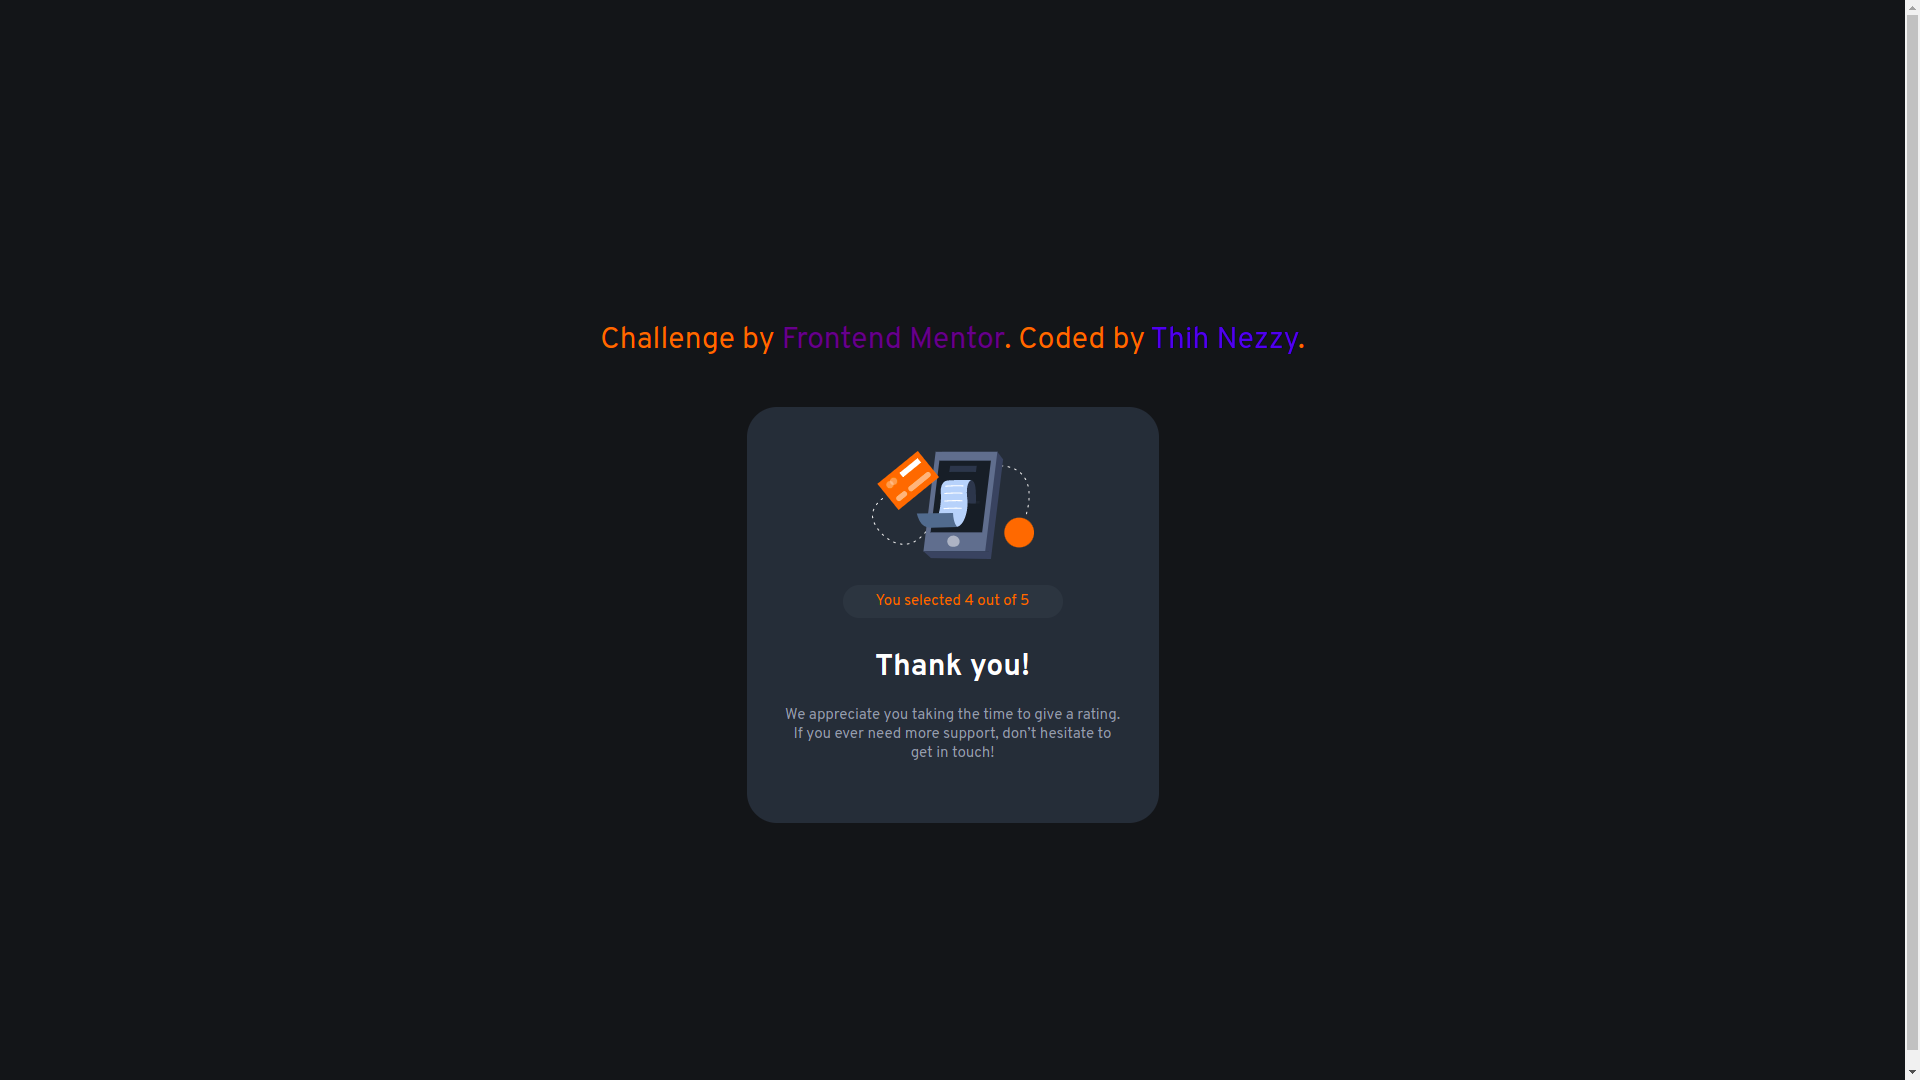 Challenge by Frontend Mentor. Coded by Thih Nezzy.
You selected 4 out of 5
Thank you!
We appreciate you taking the time to give a rating.
If you ever need more support, don’t hesitate to
get in touch!